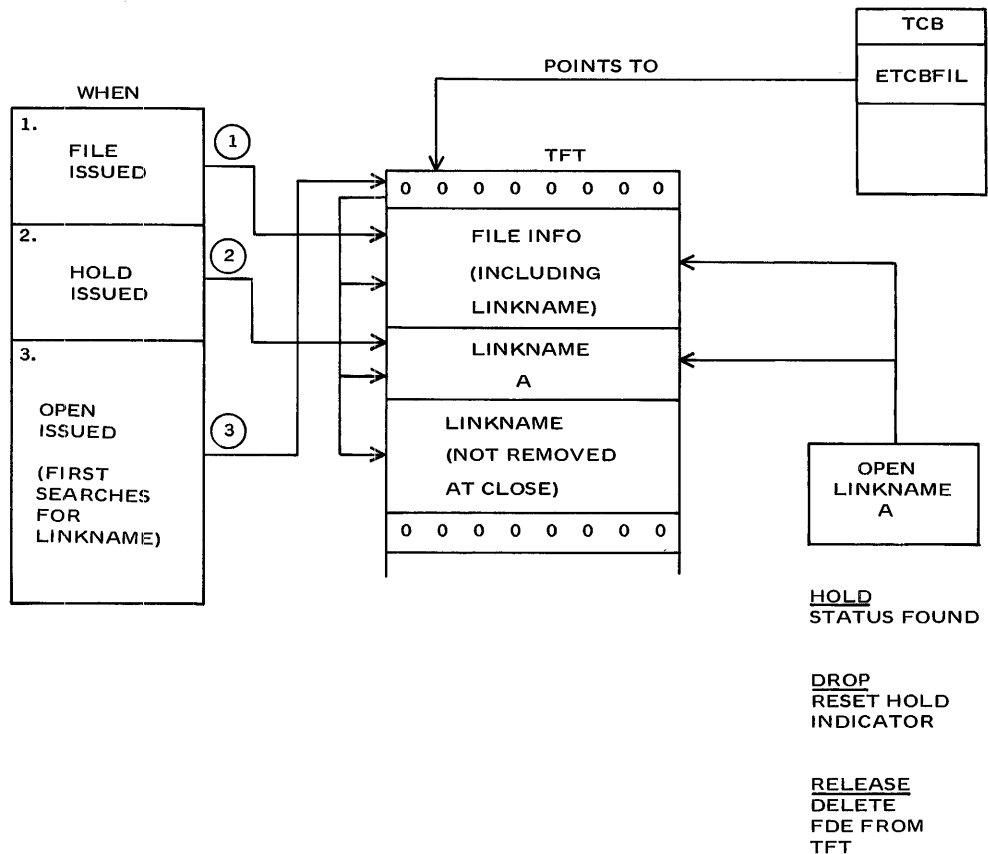 TCB
ETCBFIL
POINTS TO
WHEN
1.
FILE
ISSUED
1
2.
HOLD
ISSUED
2
3.
OPEN
ISSUED
(FIRST
SEARCHES
FOR
LINKNAME)
3
TFT
0 0 0 0 0 0 0 0
FILE INFO
(INCLUDING
LINKNAME)
LINKNAME
A
LINKNAME
(NOT REMOVED
AT CLOSE)
0 0 0 0 0 0 0 0
OPEN
LINKNAME
A
HOLD
STATUS FOUND
DROP
RESET HOLD
INDICATOR
RELEASE
DELETE
FDE FROM
TFT